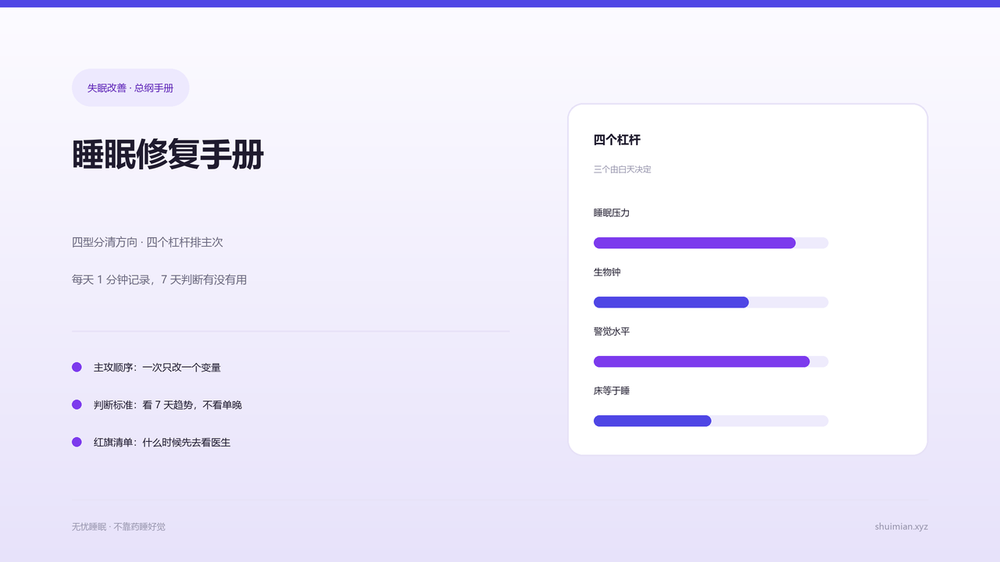 失眠改善 · 总纲手册
睡眠修复手册
四型分清方向 · 四个杠杆排主次
每天 1 分钟记录，7 天判断有没有用
主攻顺序：一次只改一个变量
判断标准：看 7 天趋势，不看单晚
红旗清单：什么时候先去看医生
四个杠杆
三个由白天决定
睡眠压力
生物钟
警觉水平
床等于睡
无忧睡眠 · 不靠药睡好觉
shuimian.xyz